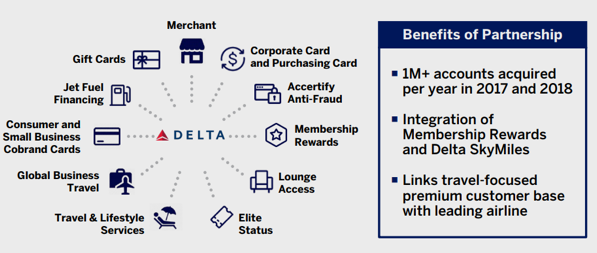 Merchant
Gift Cards
Corporate Card
and Purchasing Card
Jet Fuel
Financing
Accertify
Anti-Fraud
Consumer and
Small Business
Cobrand Cards
DELTA
Membership
Rewards
Global Business
Travel
Lounge
Access
Travel & Lifestyle
Services
Elite
Status
Benefits of Partnership
▪ 1M+ accounts acquired
per year in 2017 and 2018
▪ Integration of
Membership Rewards
and Delta SkyMiles
▪ Links travel-focused
premium customer base
with leading airline